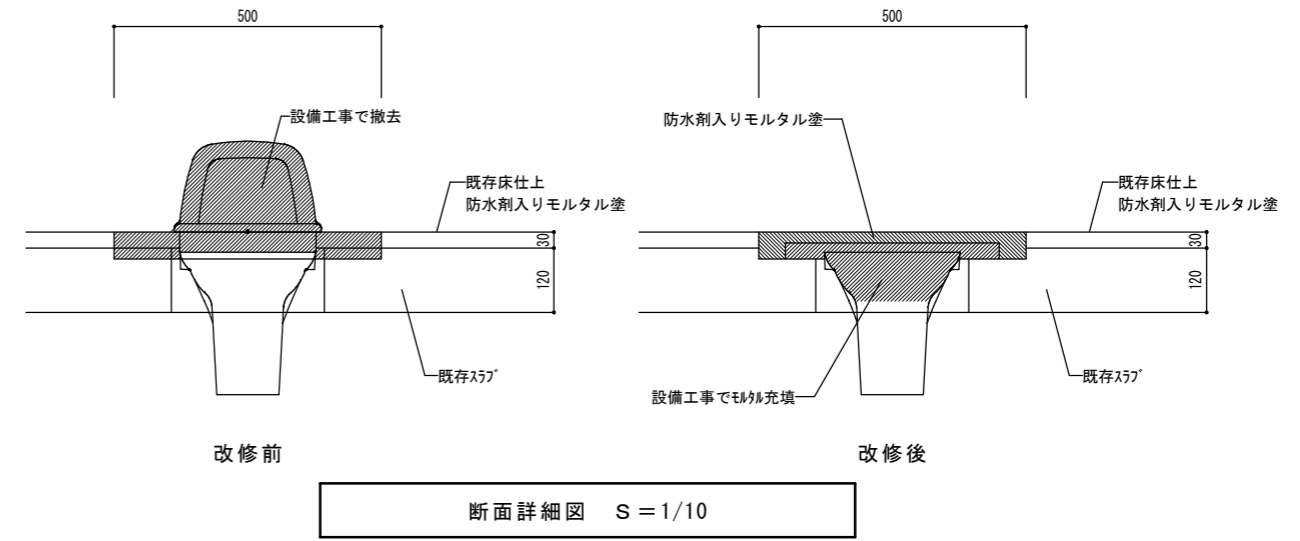 500
設備工事で撤去
既存床仕上
防水剤入りモルタル塗
30
120
既存ｽﾗﾌﾞ
改修前
500
防水剤入りモルタル塗
既存床仕上
防水剤入りモルタル塗
30
120
設備工事でﾓﾙﾀﾙ充填
既存ｽﾗﾌﾞ
改修後
断面詳細図　Ｓ＝1/10